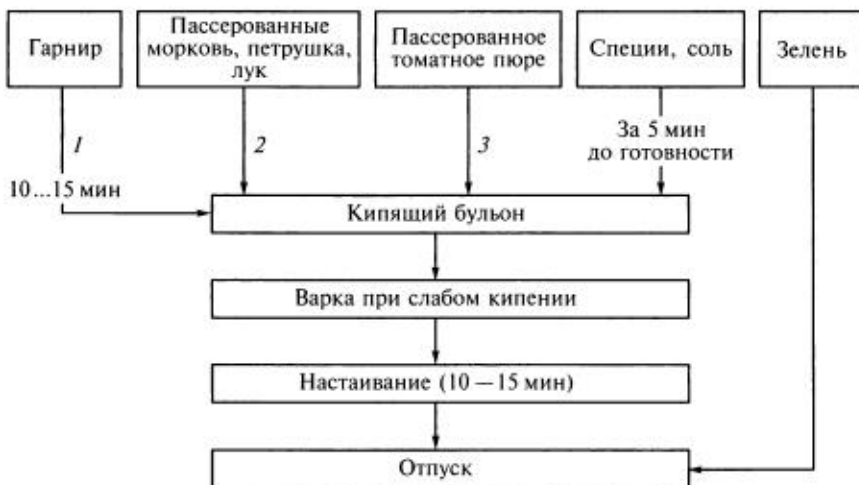 Гарнир
Пассерованные
морковь, петрушка,
лук
Пассерованное
томатное пюре
Специи, соль
Зелень
1
2
3
За 5 мин
до готовности
10...15 мин
Кипящий бульон
Варка при слабом кипении
Настаивание (10 — 15 мин)
Отпуск